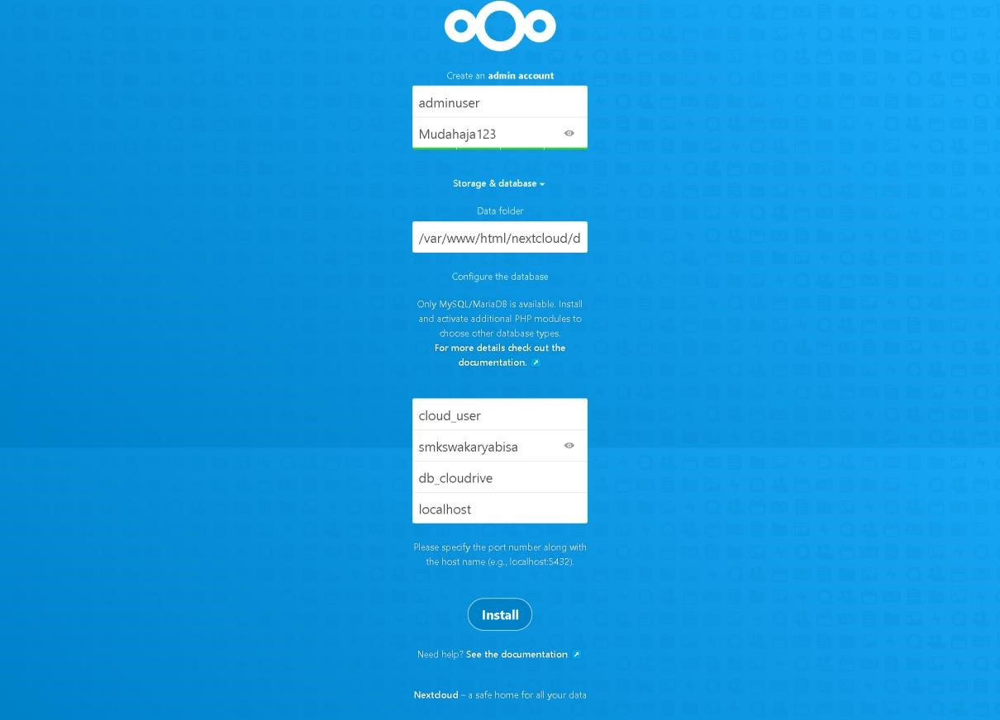 Create an admin account
adminuser
Mudahaja123
Storage & database
Data folder
/var/www/html/nextcloud/d
Configure the database
Only MySQL/MariaDB is available. Install
and activate additional PHP modules to
choose other database types.
For more details check out the
documentation.
cloud_user
smkswakaryabisa
db_cloudrive
localhost
Please specify the port number along with
the host name (e.g., localhost:5432).
Install
Need help? See the documentation
Nextcloud – a safe home for all your data